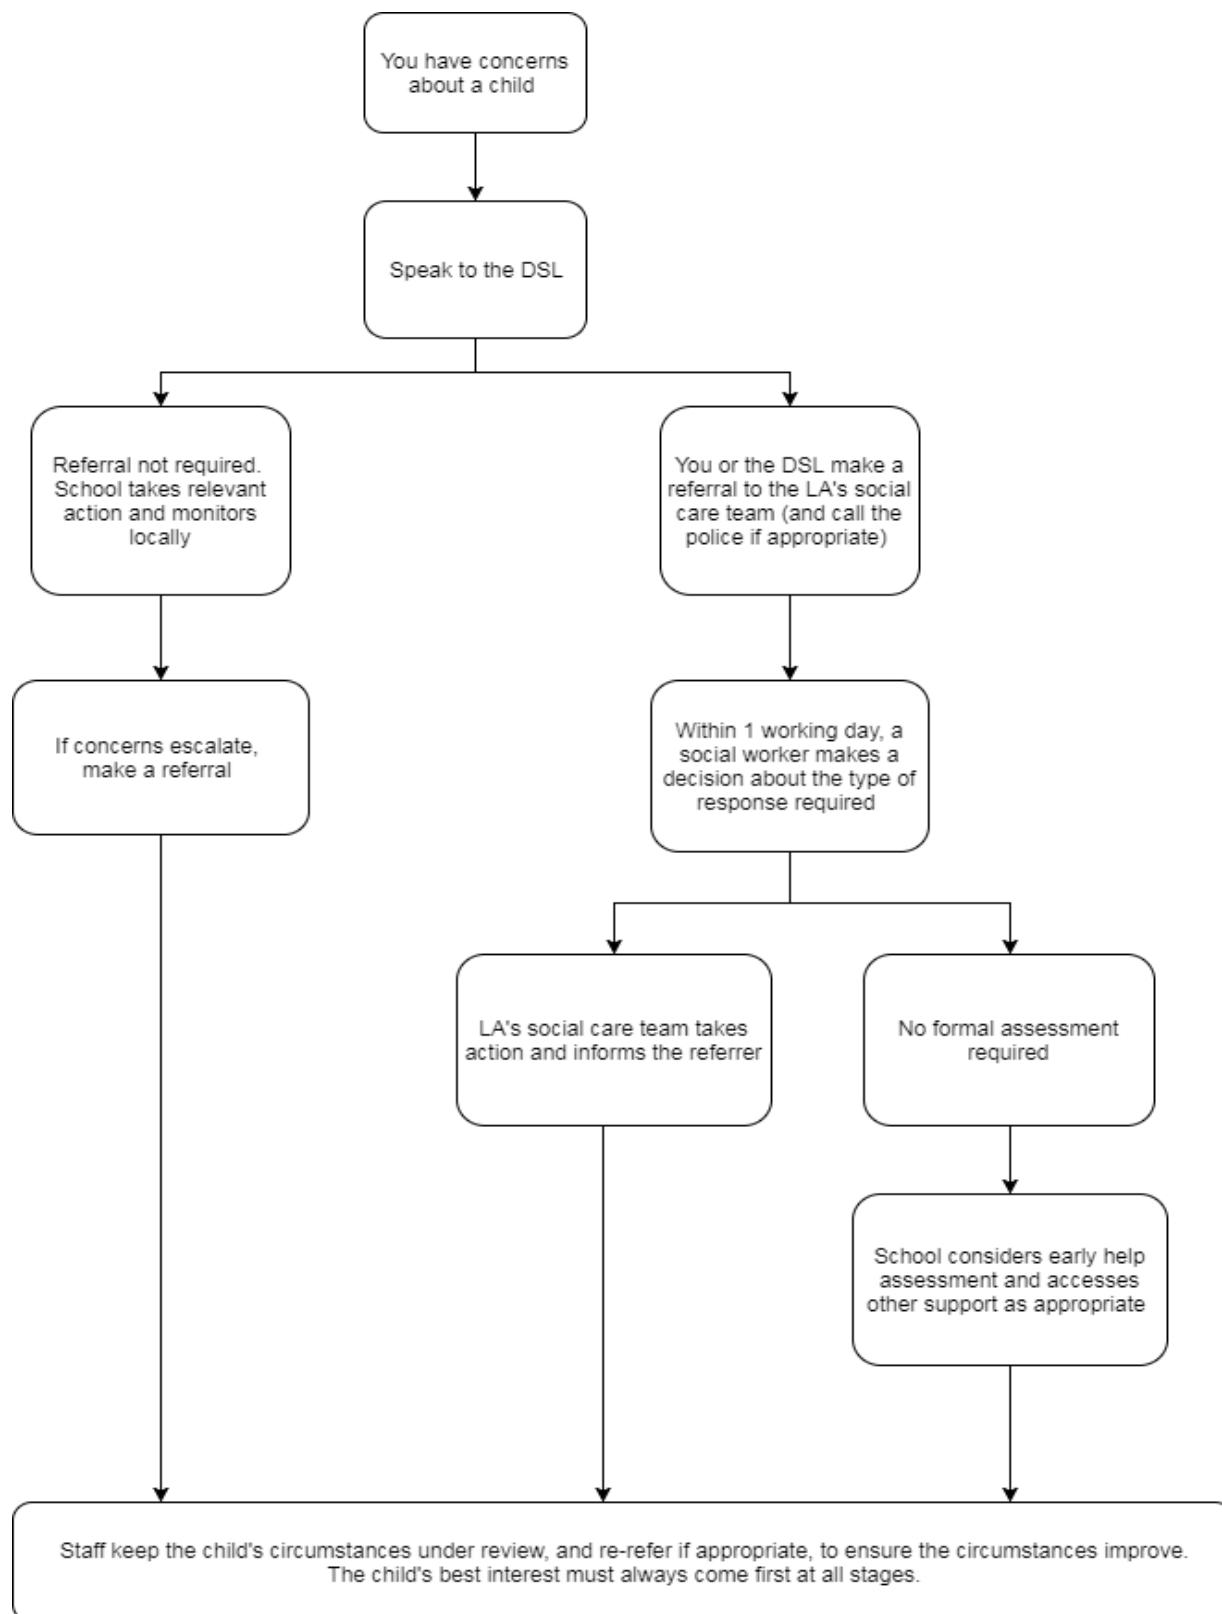 You have concerns
about a child
Speak to the DSL
Referral not required.
School takes relevant
action and monitors
locally
You or the DSL make a
referral to the LA's social
care team (and call the
police if appropriate)
If concerns escalate,
make a referral
Within 1 working day, a
social worker makes a
decision about the type of
response required
LA's social care team takes
action and informs the referrer
No formal assessment
required
School considers early help
assessment and accesses
other support as appropriate
Staff keep the child's circumstances under review, and re-refer if appropriate, to ensure the circumstances improve.
The child's best interest must always come first at all stages.